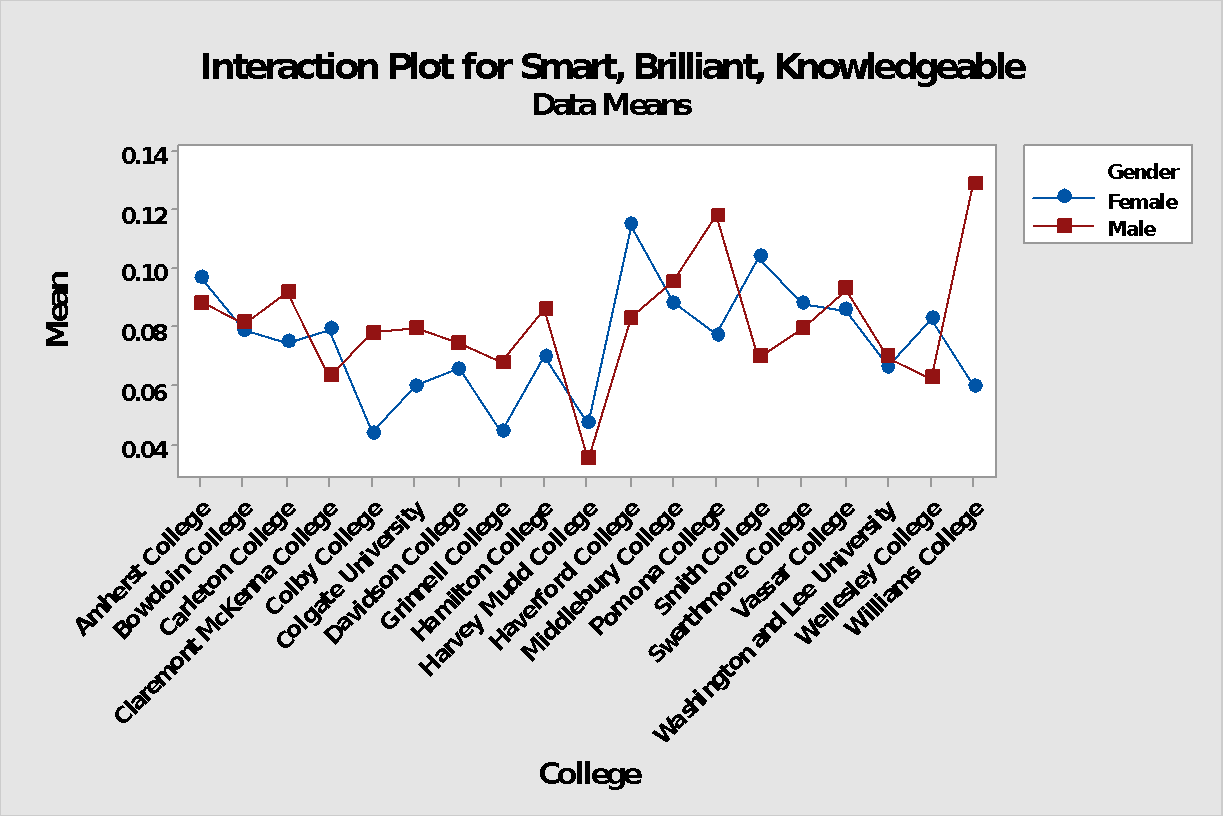 Interaction Plot for Smart, Brilliant, Knowledgeable
Data Means
Gender
Female
Male
Mean
0.14
0.12
0.10
0.08
0.06
0.04
Amherst College
Bowdoin College
Carleton College
Claremont McKenna College
Colby College
Colgate University
Davidson College
Grinnell College
Hamilton College
Harvey Mudd College
Haverford College
Middlebury College
Pomona College
Smith College
Swarthmore College
Vassar College
Washington and Lee University
Wellesley College
Williams College
College